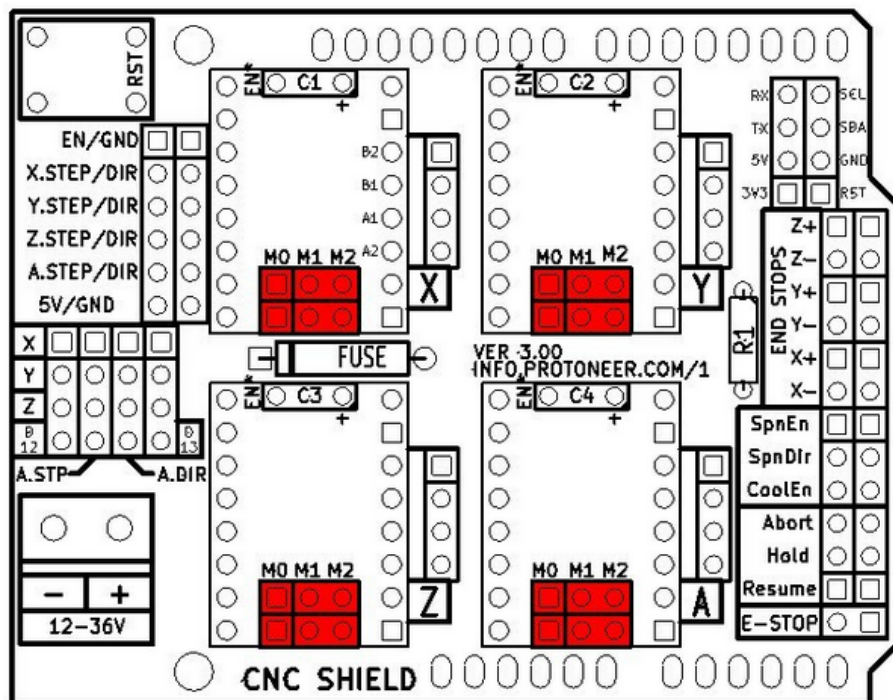 RST
EN/GND
X.STEP/DIR
Y.STEP/DIR
Z.STEP/DIR
A.STEP/DIR
5V/GND
X
Y
Z
D 12
D 13
A.STP
A.DIR
- +
12-36V
EN*
C1
+
B2
B1
A1
A2
M0 M1 M2
X
EN*
C2
+
M0 M1 M2
Y
FUSE
VER 3.00
INFO.PROTONEER.COM/1
R1
EN*
C3
+
M0 M1 M2
Z
EN*
C4
+
M0 M1 M2
A
RX SCL
TX SDA
5V GND
3V3 RST
END STOPS
Z+
Z-
Y+
Y-
X+
X-
SpnEn
SpnDir
CoolEn
Abort
Hold
Resume
E-STOP
CNC SHIELD